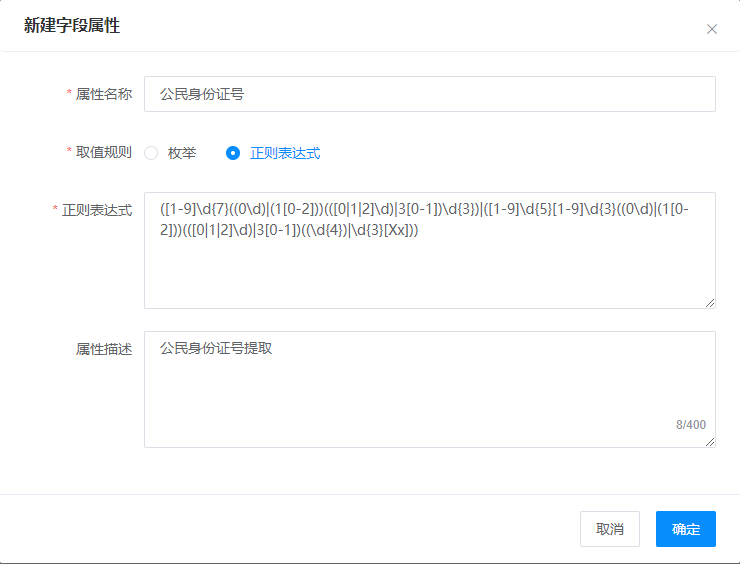 新建字段属性
* 属性名称 公民身份证号
* 取值规则 枚举 正则表达式
* 正则表达式 ([1-9]\d{7}((0\d)|(1[0-2]))(([0|1|2]\d)|3[0-1])\d{3})|([1-9]\d{5}[1-9]\d{3}((0\d)|(1[0-
2]))(([0|1|2]\d)|3[0-1])((\d{4})|\d{3}[Xx]))
属性描述 公民身份证号提取
8/400
取消 确定